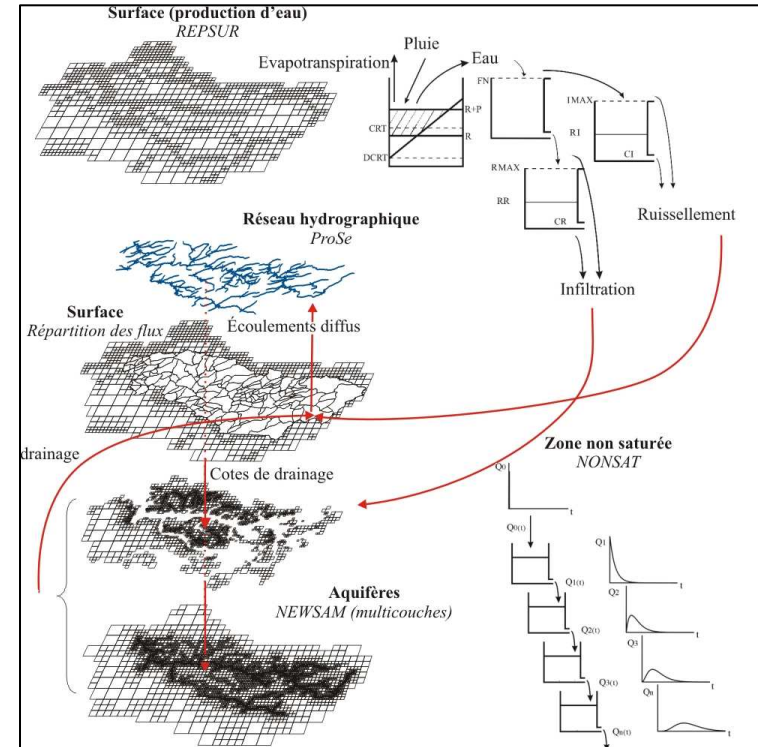 Surface (production d'eau)
REPSUR
Pluie
Evapotranspiration
Eau
FN
R+P
CRT
R
DCRT
IMAX
RI
CI
RMAX
RR
CR
Ruissellement
Infiltration
Réseau hydrographique
ProSe
Surface
Répartition des flux
Écoulements diffus
drainage
Cotes de drainage
Zone non saturée
NONSAT
Q0
t
Q0(t)
Q1(t)
Q2(t)
Q3(t)
Qn(t)
Q1
t
Q2
t
Q3
t
Qn
t
Aquifères
NEWSAM (multicouches)